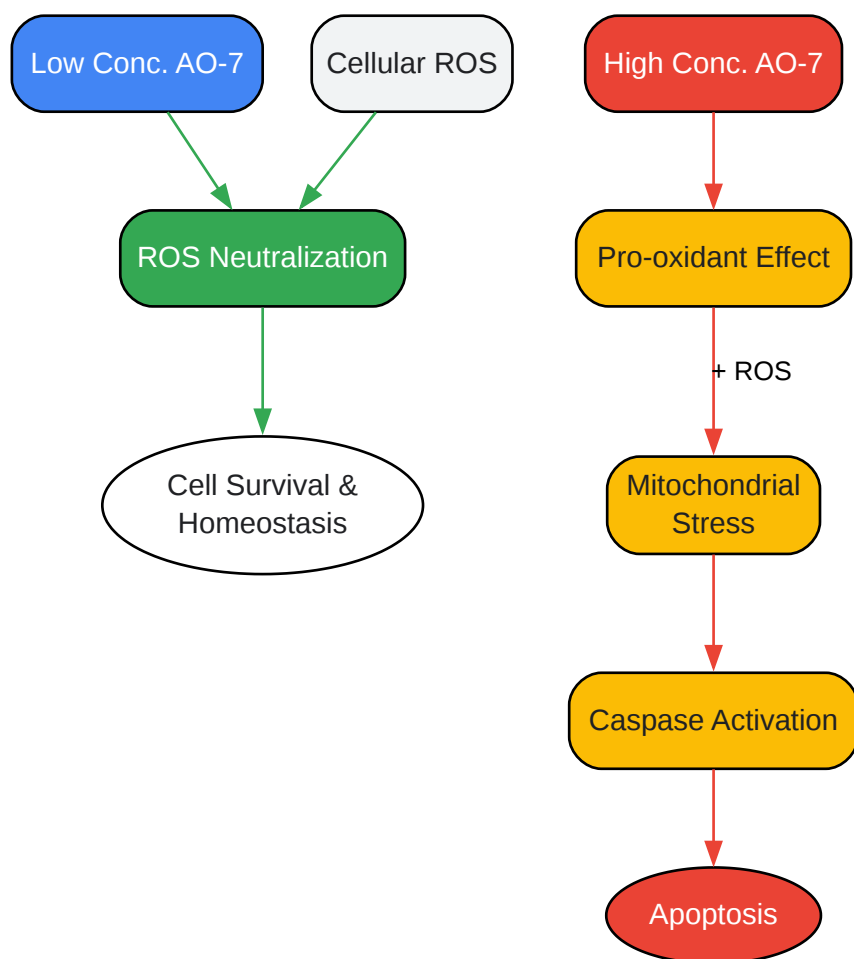 Low Conc. AO-7
Cellular ROS
High Conc. AO-7
ROS Neutralization
Pro-oxidant Effect
+ ROS
Cell Survival &
Homeostasis
Mitochondrial
Stress
Caspase Activation
Apoptosis